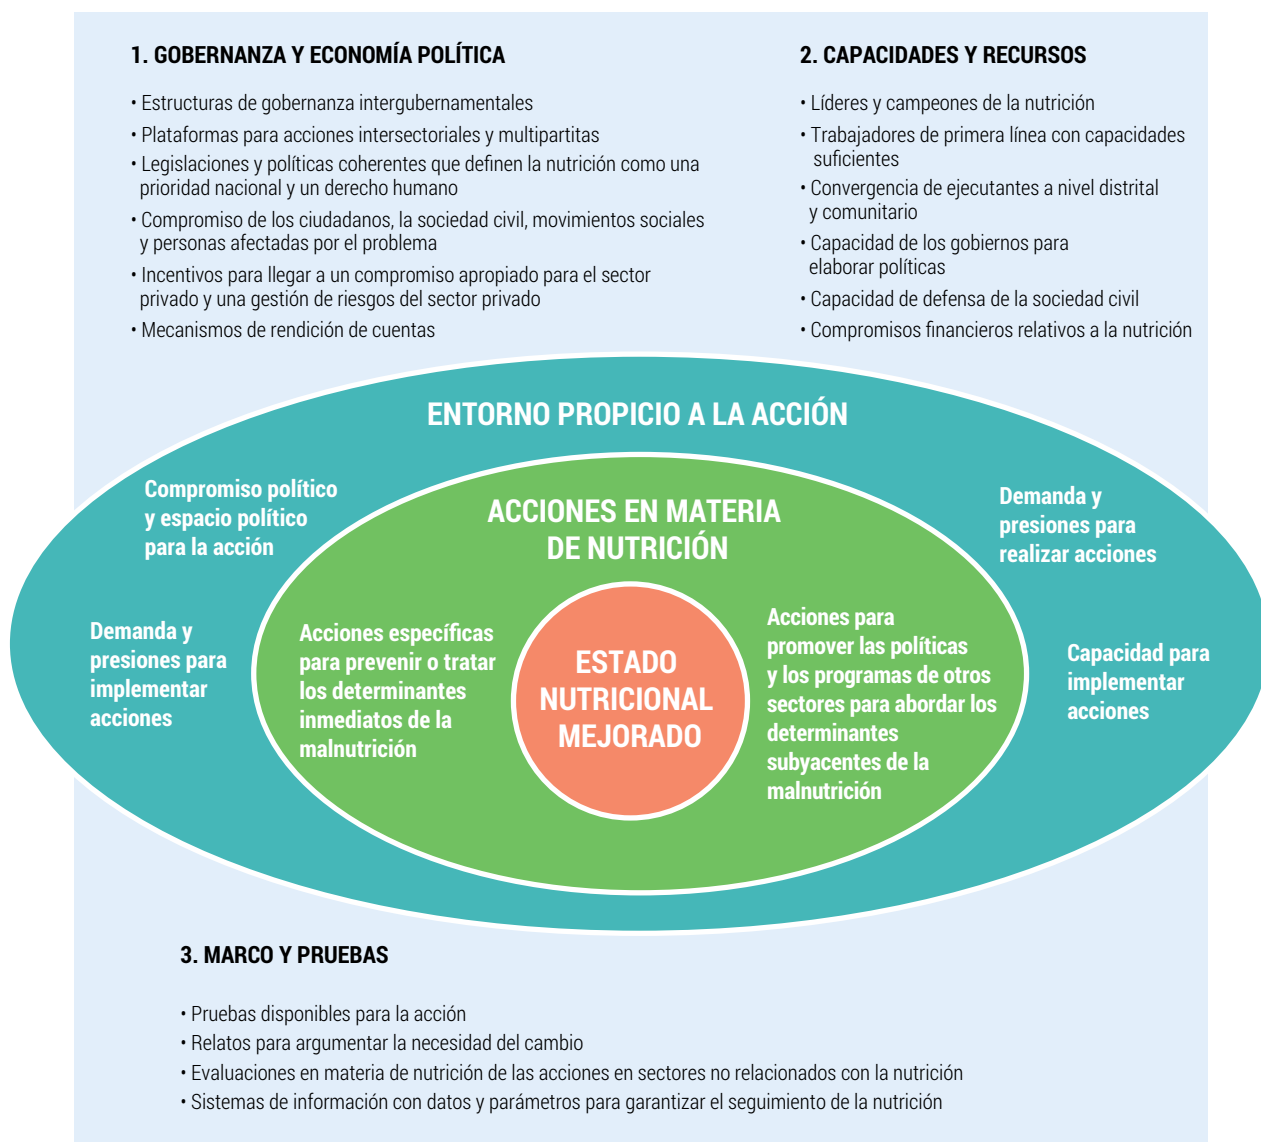 1. GOBERNANZA Y ECONOMÍA POLÍTICA
• Estructuras de gobernanza intergubernamentales
• Plataformas para acciones intersectoriales y multipartitas
• Legislaciones y políticas coherentes que definen la nutrición como una
prioridad nacional y un derecho humano
• Compromiso de los ciudadanos, la sociedad civil, movimientos sociales
y personas afectadas por el problema
• Incentivos para llegar a un compromiso apropiado para el sector
privado y una gestión de riesgos del sector privado
• Mecanismos de rendición de cuentas
2. CAPACIDADES Y RECURSOS
• Líderes y campeones de la nutrición
• Trabajadores de primera línea con capacidades
suficientes
• Convergencia de ejecutantes a nivel distrital
y comunitario
• Capacidad de los gobiernos para
elaborar políticas
• Capacidad de defensa de la sociedad civil
• Compromisos financieros relativos a la nutrición
ENTORNO PROPICIO A LA ACCIÓN
Compromiso político
y espacio político
para la acción
Demanda y
presiones para
implementar
acciones
ACCIONES EN MATERIA
DE NUTRICIÓN
Acciones específicas
para prevenir o tratar
los determinantes
inmediatos de la
malnutrición
ESTADO
NUTRICIONAL
MEJORADO
Acciones para
promover las políticas
y los programas de otros
sectores para abordar los
determinantes
subyacentes de la
malnutrición
Demanda y
presiones para
realizar acciones
Capacidad para
implementar
acciones
3. MARCO Y PRUEBAS
• Pruebas disponibles para la acción
• Relatos para argumentar la necesidad del cambio
• Evaluaciones en materia de nutrición de las acciones en sectores no relacionados con la nutrición
• Sistemas de información con datos y parámetros para garantizar el seguimiento de la nutrición